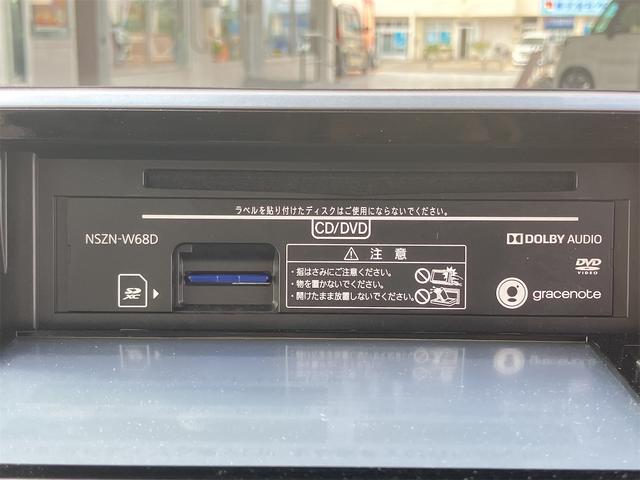 ラベルを貼り付けたディスクはご使用にならないでください。
CD/DVD
NSZN-W68D
DOLBY AUDIO
DVD
VIDEO
SD
XC
注意
・指はさみにご注意ください。
・物を置かないでください。
・開けたまま放置しないでください。
gracenote